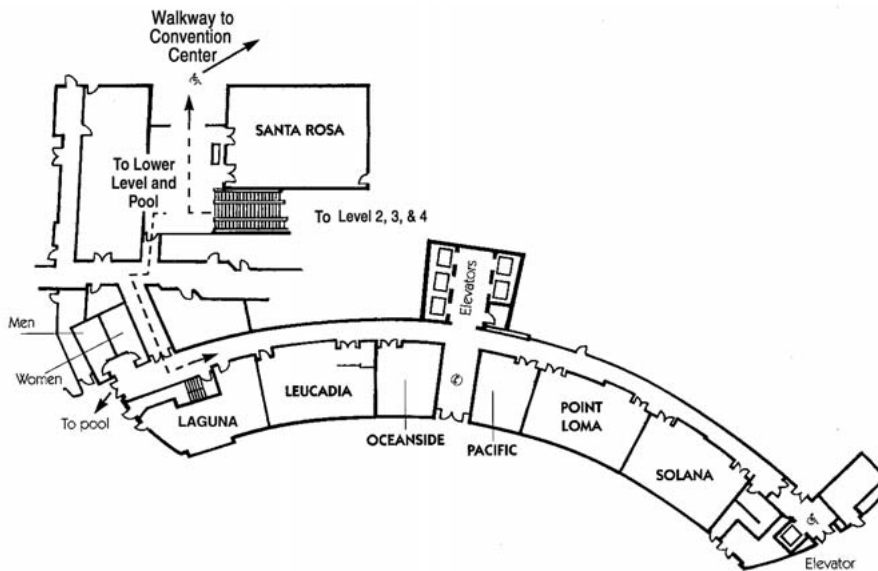 Walkway to
Convention
Center
SANTA ROSA
To Lower
Level and
Pool
To Level 2, 3, & 4
Elevators
Men
Women
To pool
LAGUNA
LEUCADIA
OCEANSIDE
PACIFIC
POINT
LOMA
SOLANA
Elevator